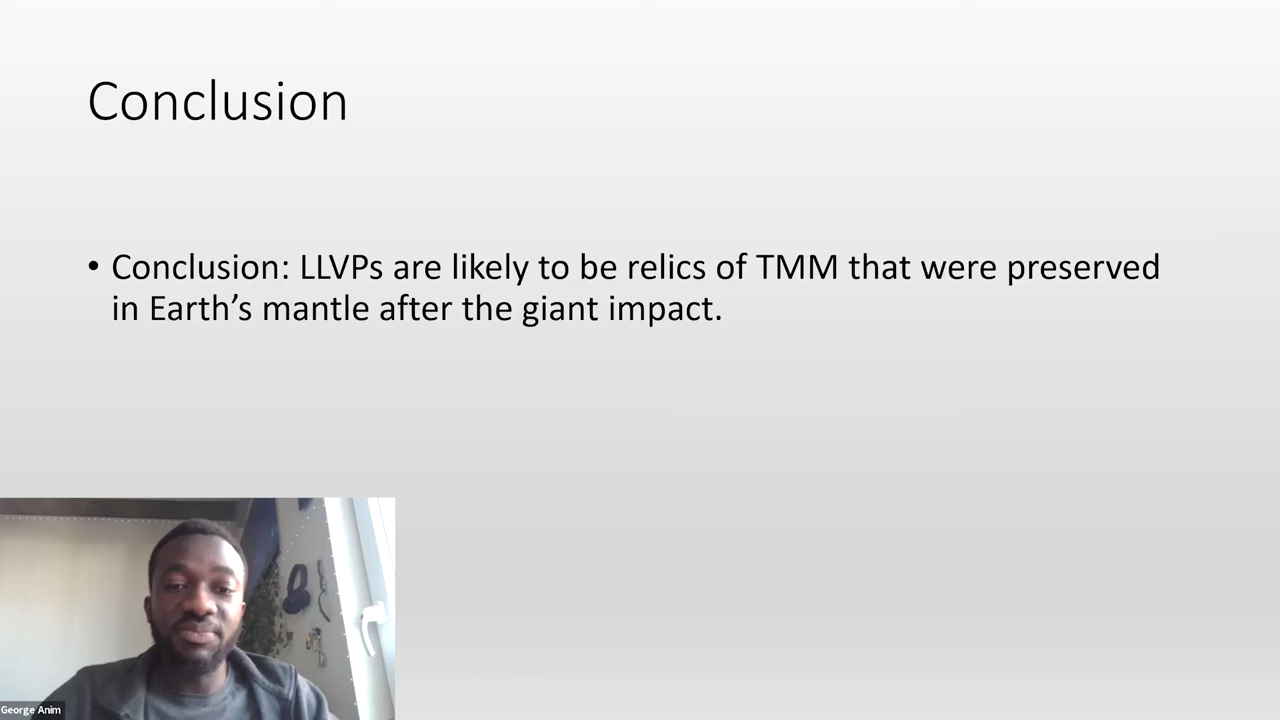 Conclusion
• Conclusion: LLVPs are likely to be relics of TMM that were preserved
in Earth’s mantle after the giant impact.
George Anim